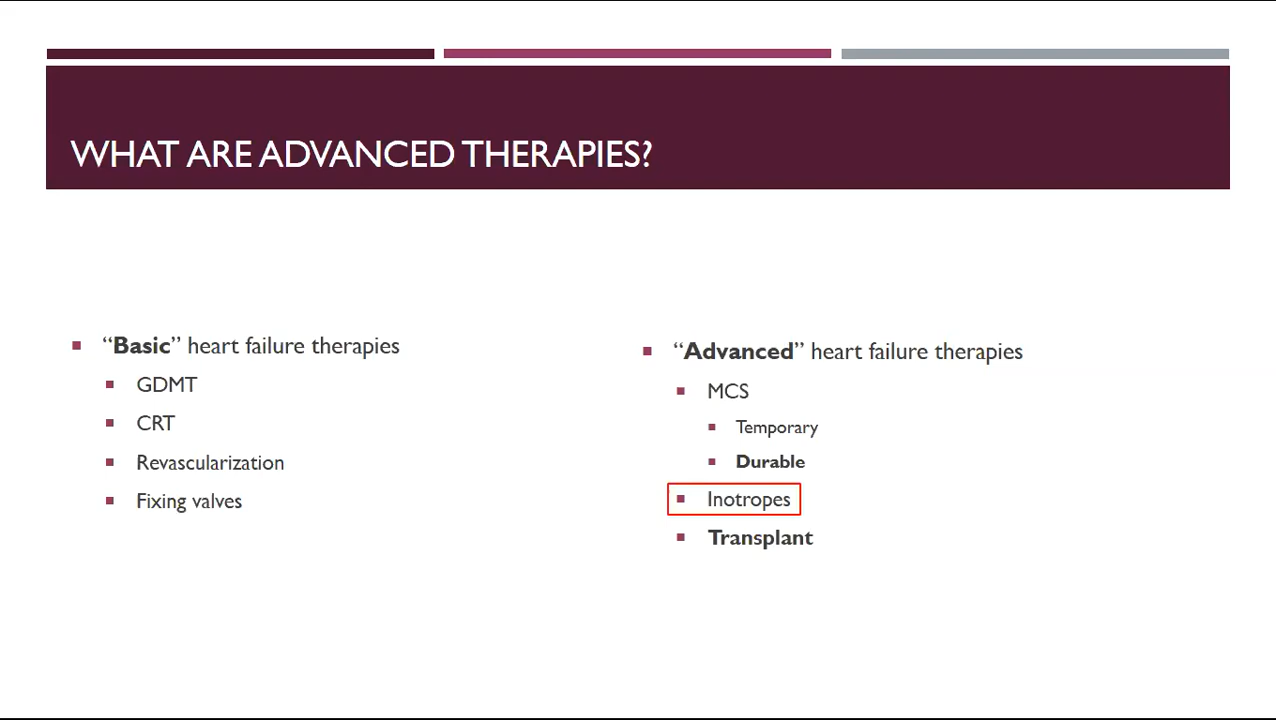 WHAT ARE ADVANCED THERAPIES?
“Basic” heart failure therapies
GDMT
CRT
Revascularization
Fixing valves
“Advanced” heart failure therapies
MCS
Temporary
Durable
Inotropes
Transplant